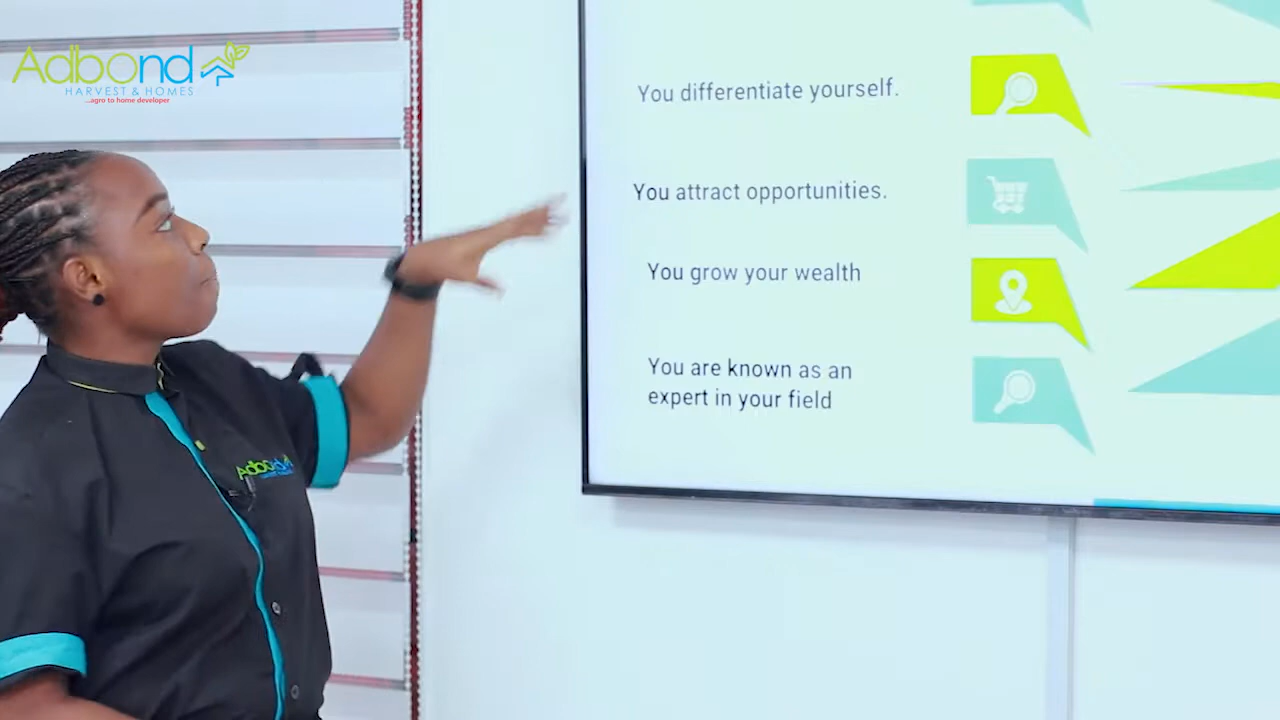 Adbond
HARVEST & HOMES
...agro to home developer
You differentiate yourself.
You attract opportunities.
You grow your wealth
You are known as an
expert in your field
Adbond